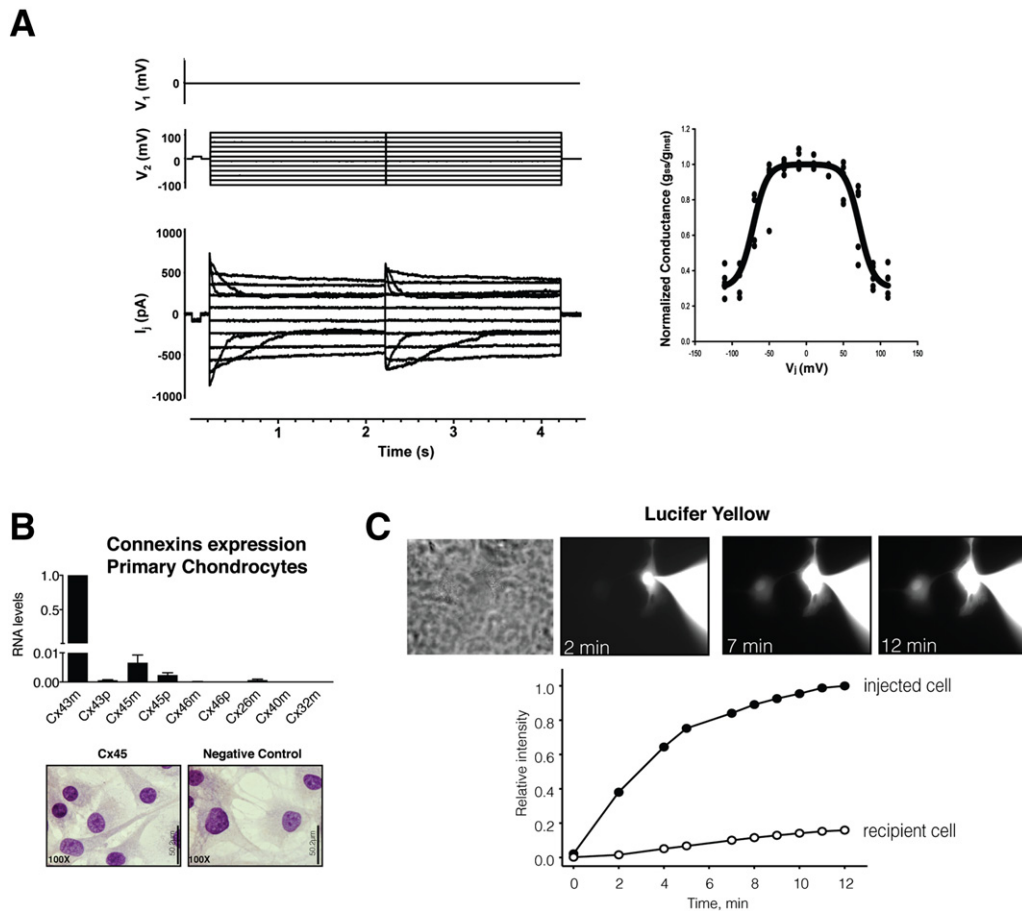 A
V1 (mV)
0
V2 (mV)
100
0
-100
Ij (pA)
1000
500
0
-500
-1000
1 2 3 4
Time (s)
Normalized Conductance (gss/ginst)
1.2
1.0
0.8
0.6
0.4
0.2
0.0
-150 -100 -50 0 50 100 150
Vj (mV)
B
Connexins expression
Primary Chondrocytes
RNA levels
1.0
0.5
0.01
0.00
Cx43m Cx43p Cx45m Cx45p Cx46m Cx46p Cx26m Cx40m Cx32m
Cx45
Negative Control
100X
50.2µm
100X
50.2µm
C
Lucifer Yellow
2 min
7 min
12 min
Relative intensity
1.0
0.8
0.6
0.4
0.2
0.0
injected cell
recipient cell
0 2 4 6 8 10 12
Time, min